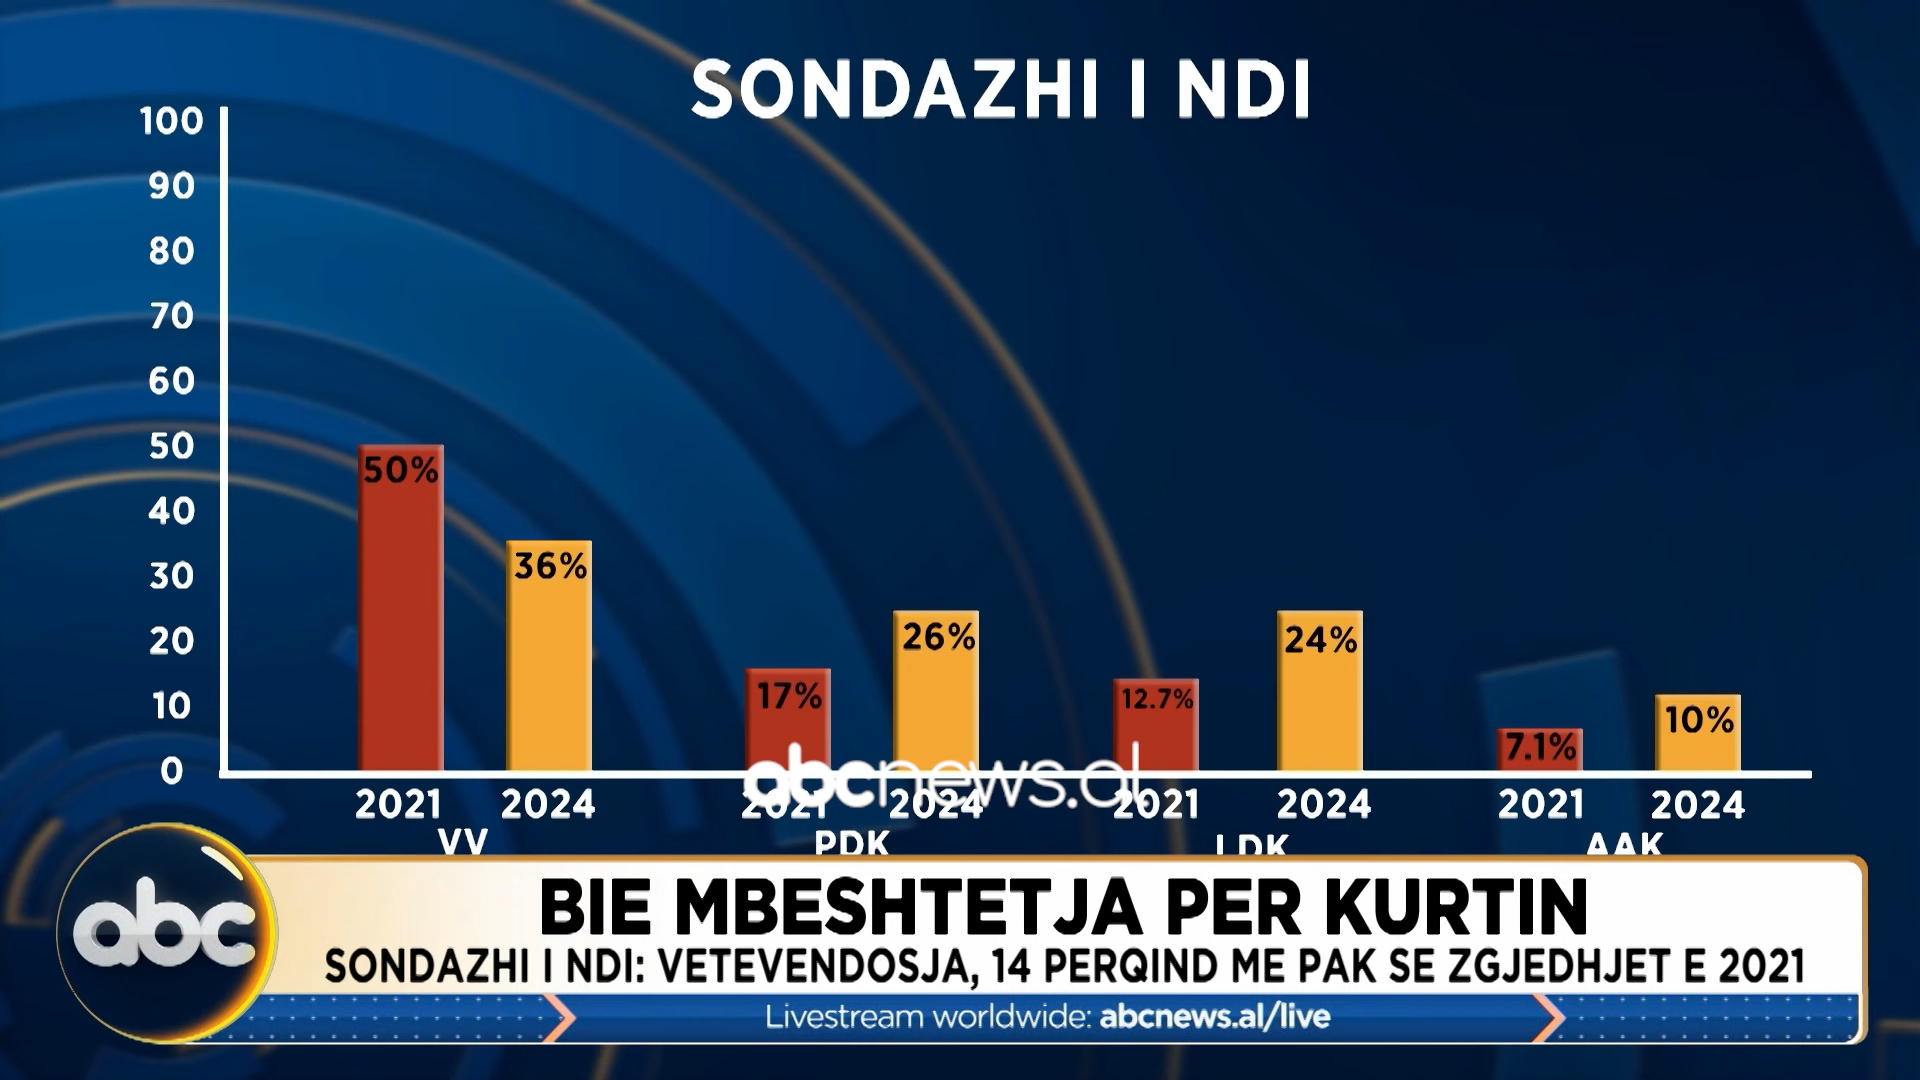 SONDAZHI I NDI
100
90
80
70
60
50
40
30
20
10
0
50%
36%
17%
26%
12.7%
24%
7.1%
10%
abcnews.al
2021 2024 2021 2024 2021 2024 2021 2024
VV PDK LDK AAK
abc
BIE MBESHTETJA PER KURTIN
SONDAZHI I NDI: VETEVENDOSJA, 14 PERQIND ME PAK SE ZGJEDHJET E 2021
Livestream worldwide: abcnews.al/live